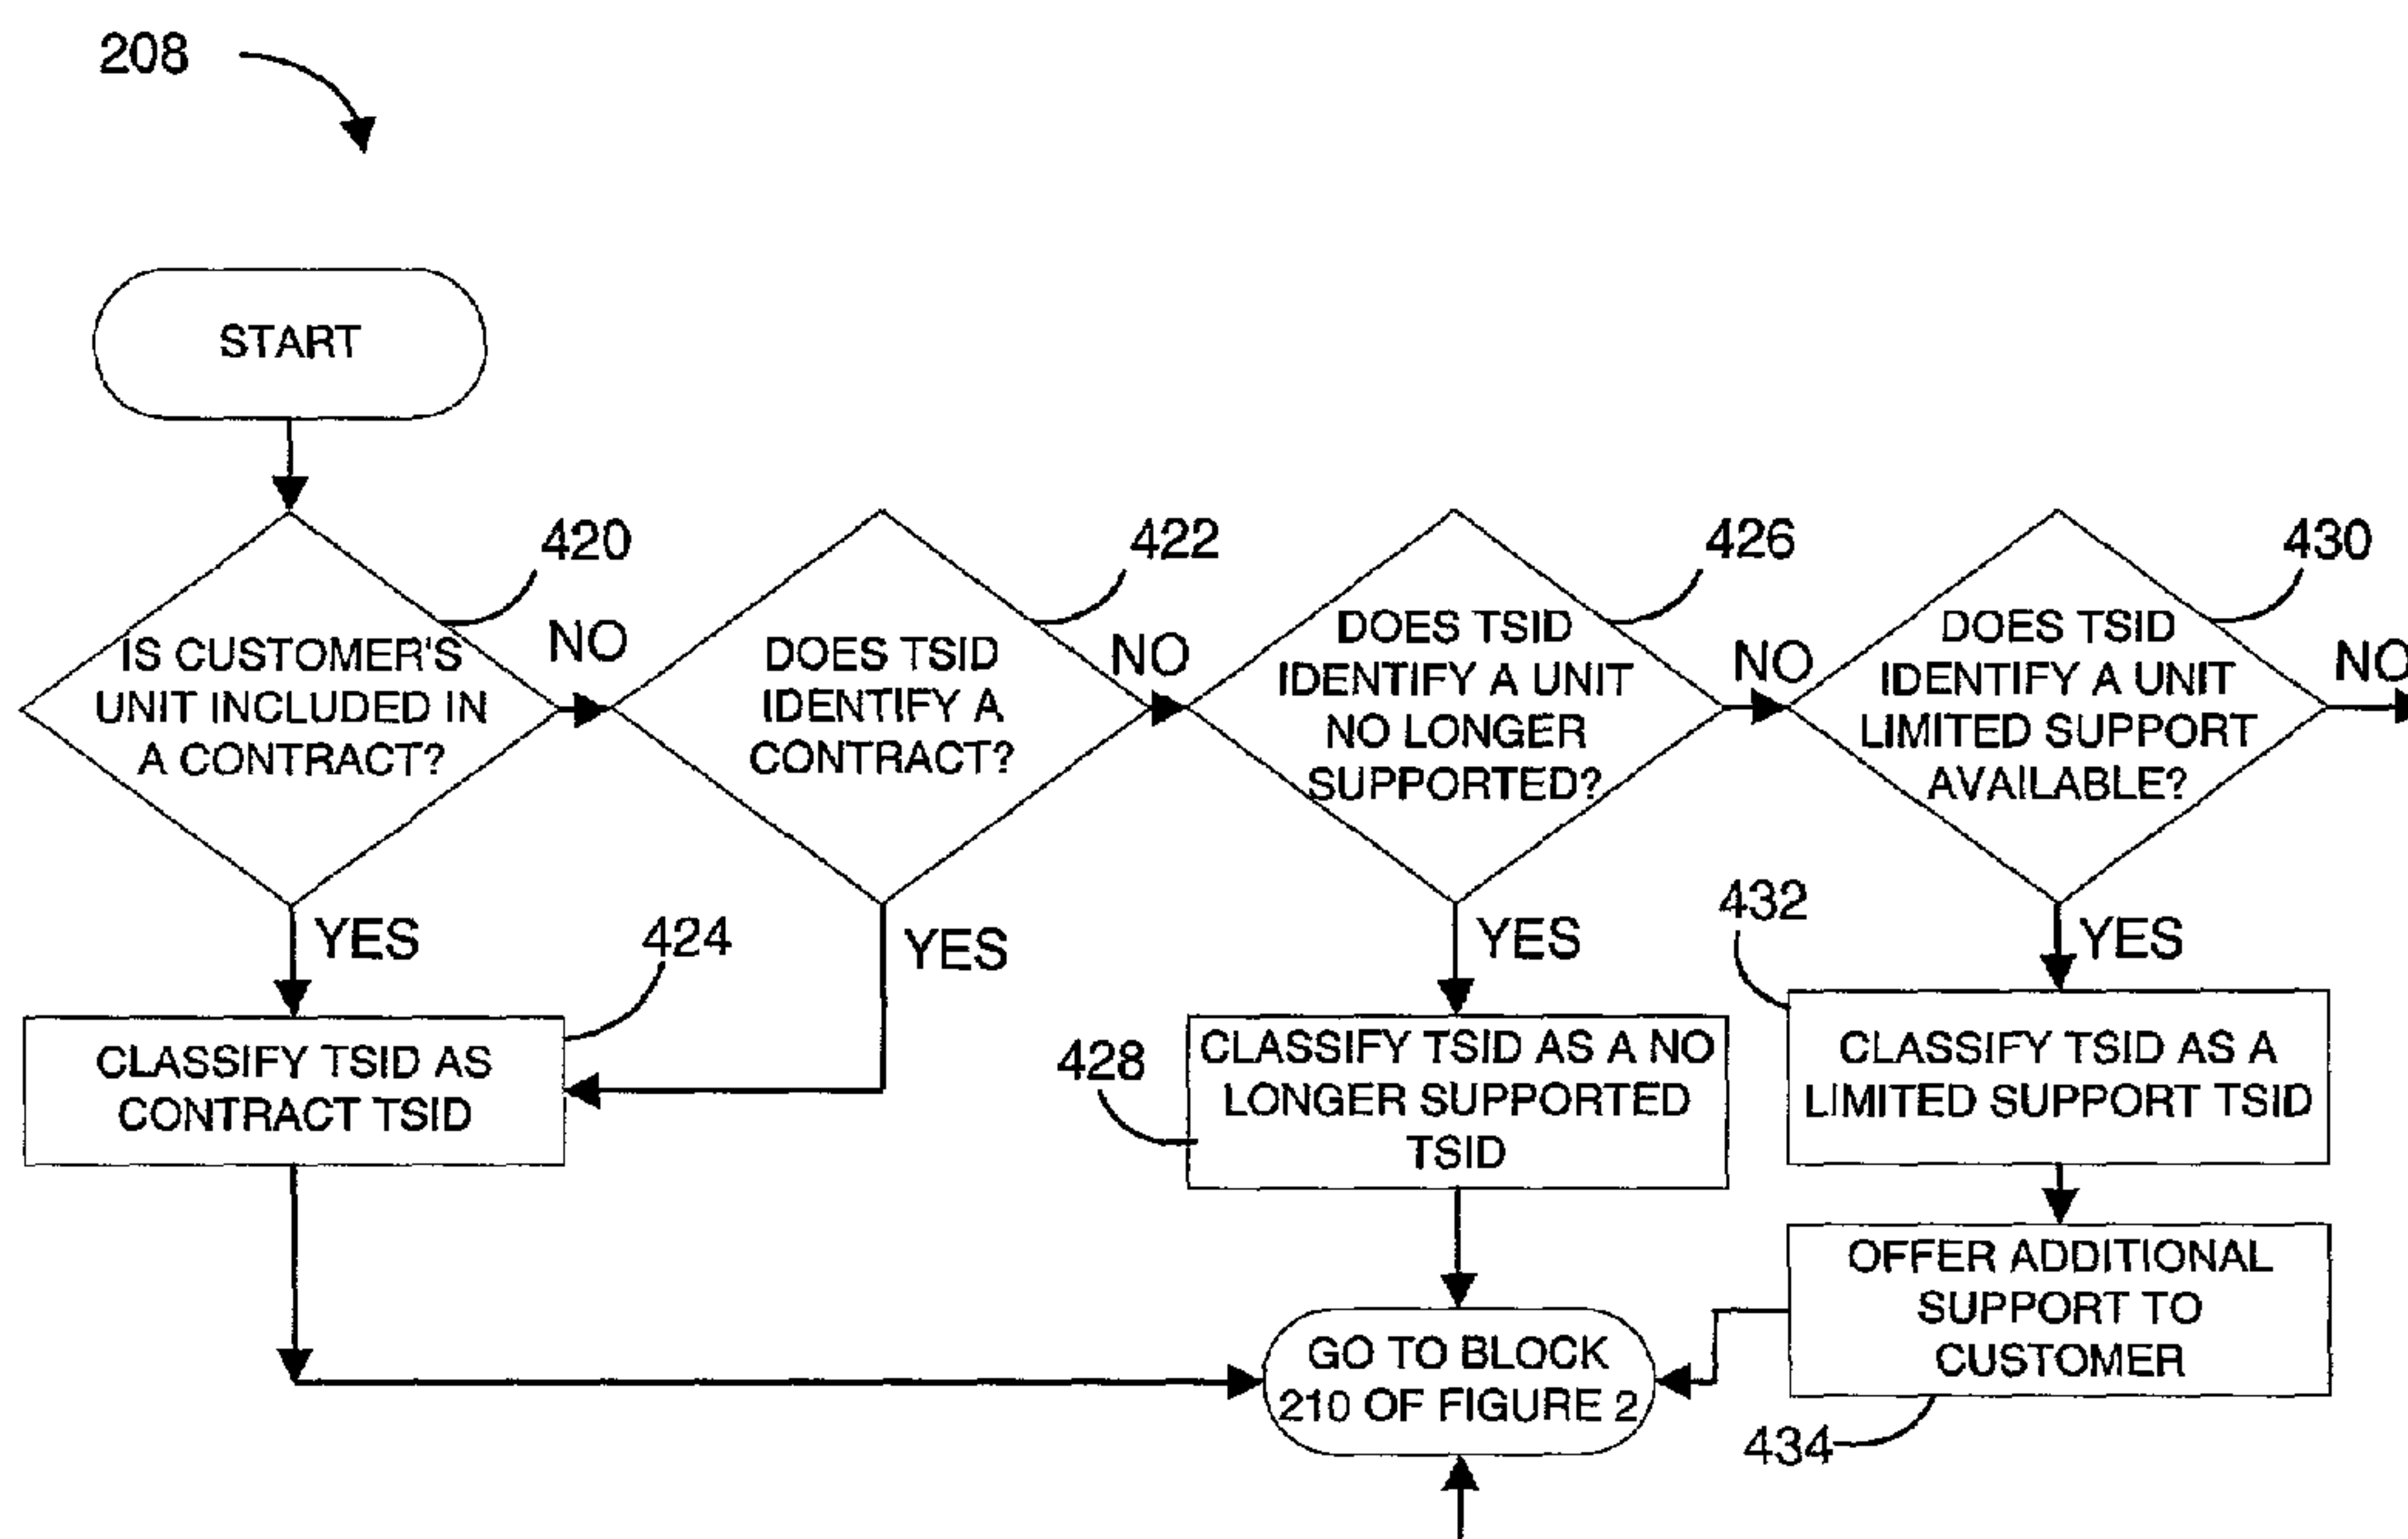 208
START
420
IS CUSTOMER'S
UNIT INCLUDED IN
A CONTRACT?
NO
YES
422
DOES TSID
IDENTIFY A
CONTRACT?
NO
YES
426
DOES TSID
IDENTIFY A UNIT
NO LONGER
SUPPORTED?
NO
YES
430
DOES TSID
IDENTIFY A UNIT
LIMITED SUPPORT
AVAILABLE?
NO
YES
424
CLASSIFY TSID AS
CONTRACT TSID
428
CLASSIFY TSID AS A NO
LONGER SUPPORTED
TSID
432
CLASSIFY TSID AS A
LIMITED SUPPORT TSID
OFFER ADDITIONAL
SUPPORT TO
CUSTOMER
434
GO TO BLOCK
210 OF FIGURE 2